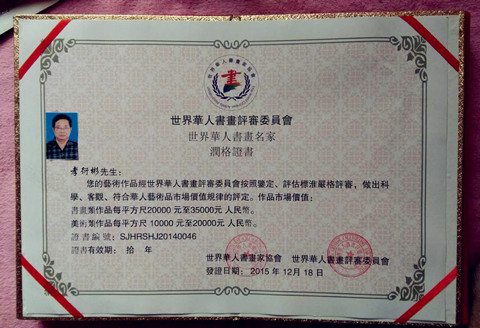 世界華人書畫評審委員會
世界華人書畫名家
潤格證書
李衍彬先生:
您的藝術作品經世界華人書畫評審委員會按照鑒定、評估標淮嚴格評審,做出科
學、客觀、符合華人藝術品市場價值規律的評定。作品市場價值:
書畫類作品每平方尺20000 元至35000元 人民幣。
美術類作品每平方尺 10000 元至20000元 人民幣。
證 書 編 號:SJHRSHJ20140046
證書有效期: 拾 年
世界華人書畫家協會 世界華人書畫評審委員會
發證日期: 2015 年 12 月 18 日